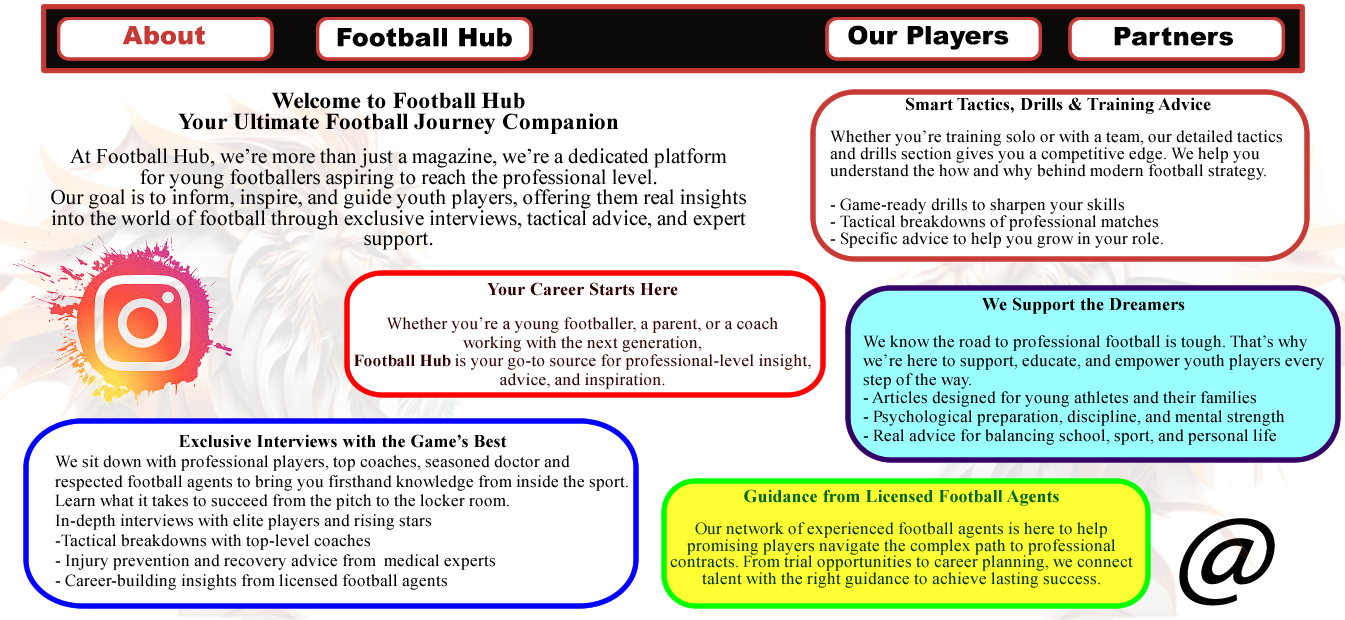 About
Football Hub
Our Players
Partners
Welcome to Football Hub
Your Ultimate Football Journey Companion
At Football Hub, we’re more than just a magazine, we’re a dedicated platform
for young footballers aspiring to reach the professional level.
Our goal is to inform, inspire, and guide youth players, offering them real insights
into the world of football through exclusive interviews, tactical advice, and expert
support.
Smart Tactics, Drills & Training Advice
Whether you’re training solo or with a team, our detailed tactics
and drills section gives you a competitive edge. We help you
understand the how and why behind modern football strategy.
- Game-ready drills to sharpen your skills
- Tactical breakdowns of professional matches
- Specific advice to help you grow in your role.
Your Career Starts Here
Whether you’re a young footballer, a parent, or a coach
working with the next generation,
Football Hub is your go-to source for professional-level insight,
advice, and inspiration.
We Support the Dreamers
We know the road to professional football is tough. That’s why
we’re here to support, educate, and empower youth players every
step of the way.
- Articles designed for young athletes and their families
- Psychological preparation, discipline, and mental strength
- Real advice for balancing school, sport, and personal life
Exclusive Interviews with the Game’s Best
We sit down with professional players, top coaches, seasoned doctor and
respected football agents to bring you firsthand knowledge from inside the sport.
Learn what it takes to succeed from the pitch to the locker room.
In-depth interviews with elite players and rising stars
-Tactical breakdowns with top-level coaches
- Injury prevention and recovery advice from  medical experts
- Career-building insights from licensed football agents
Guidance from Licensed Football Agents
Our network of experienced football agents is here to help
promising players navigate the complex path to professional
contracts. From trial opportunities to career planning, we connect
talent with the right guidance to achieve lasting success.
@